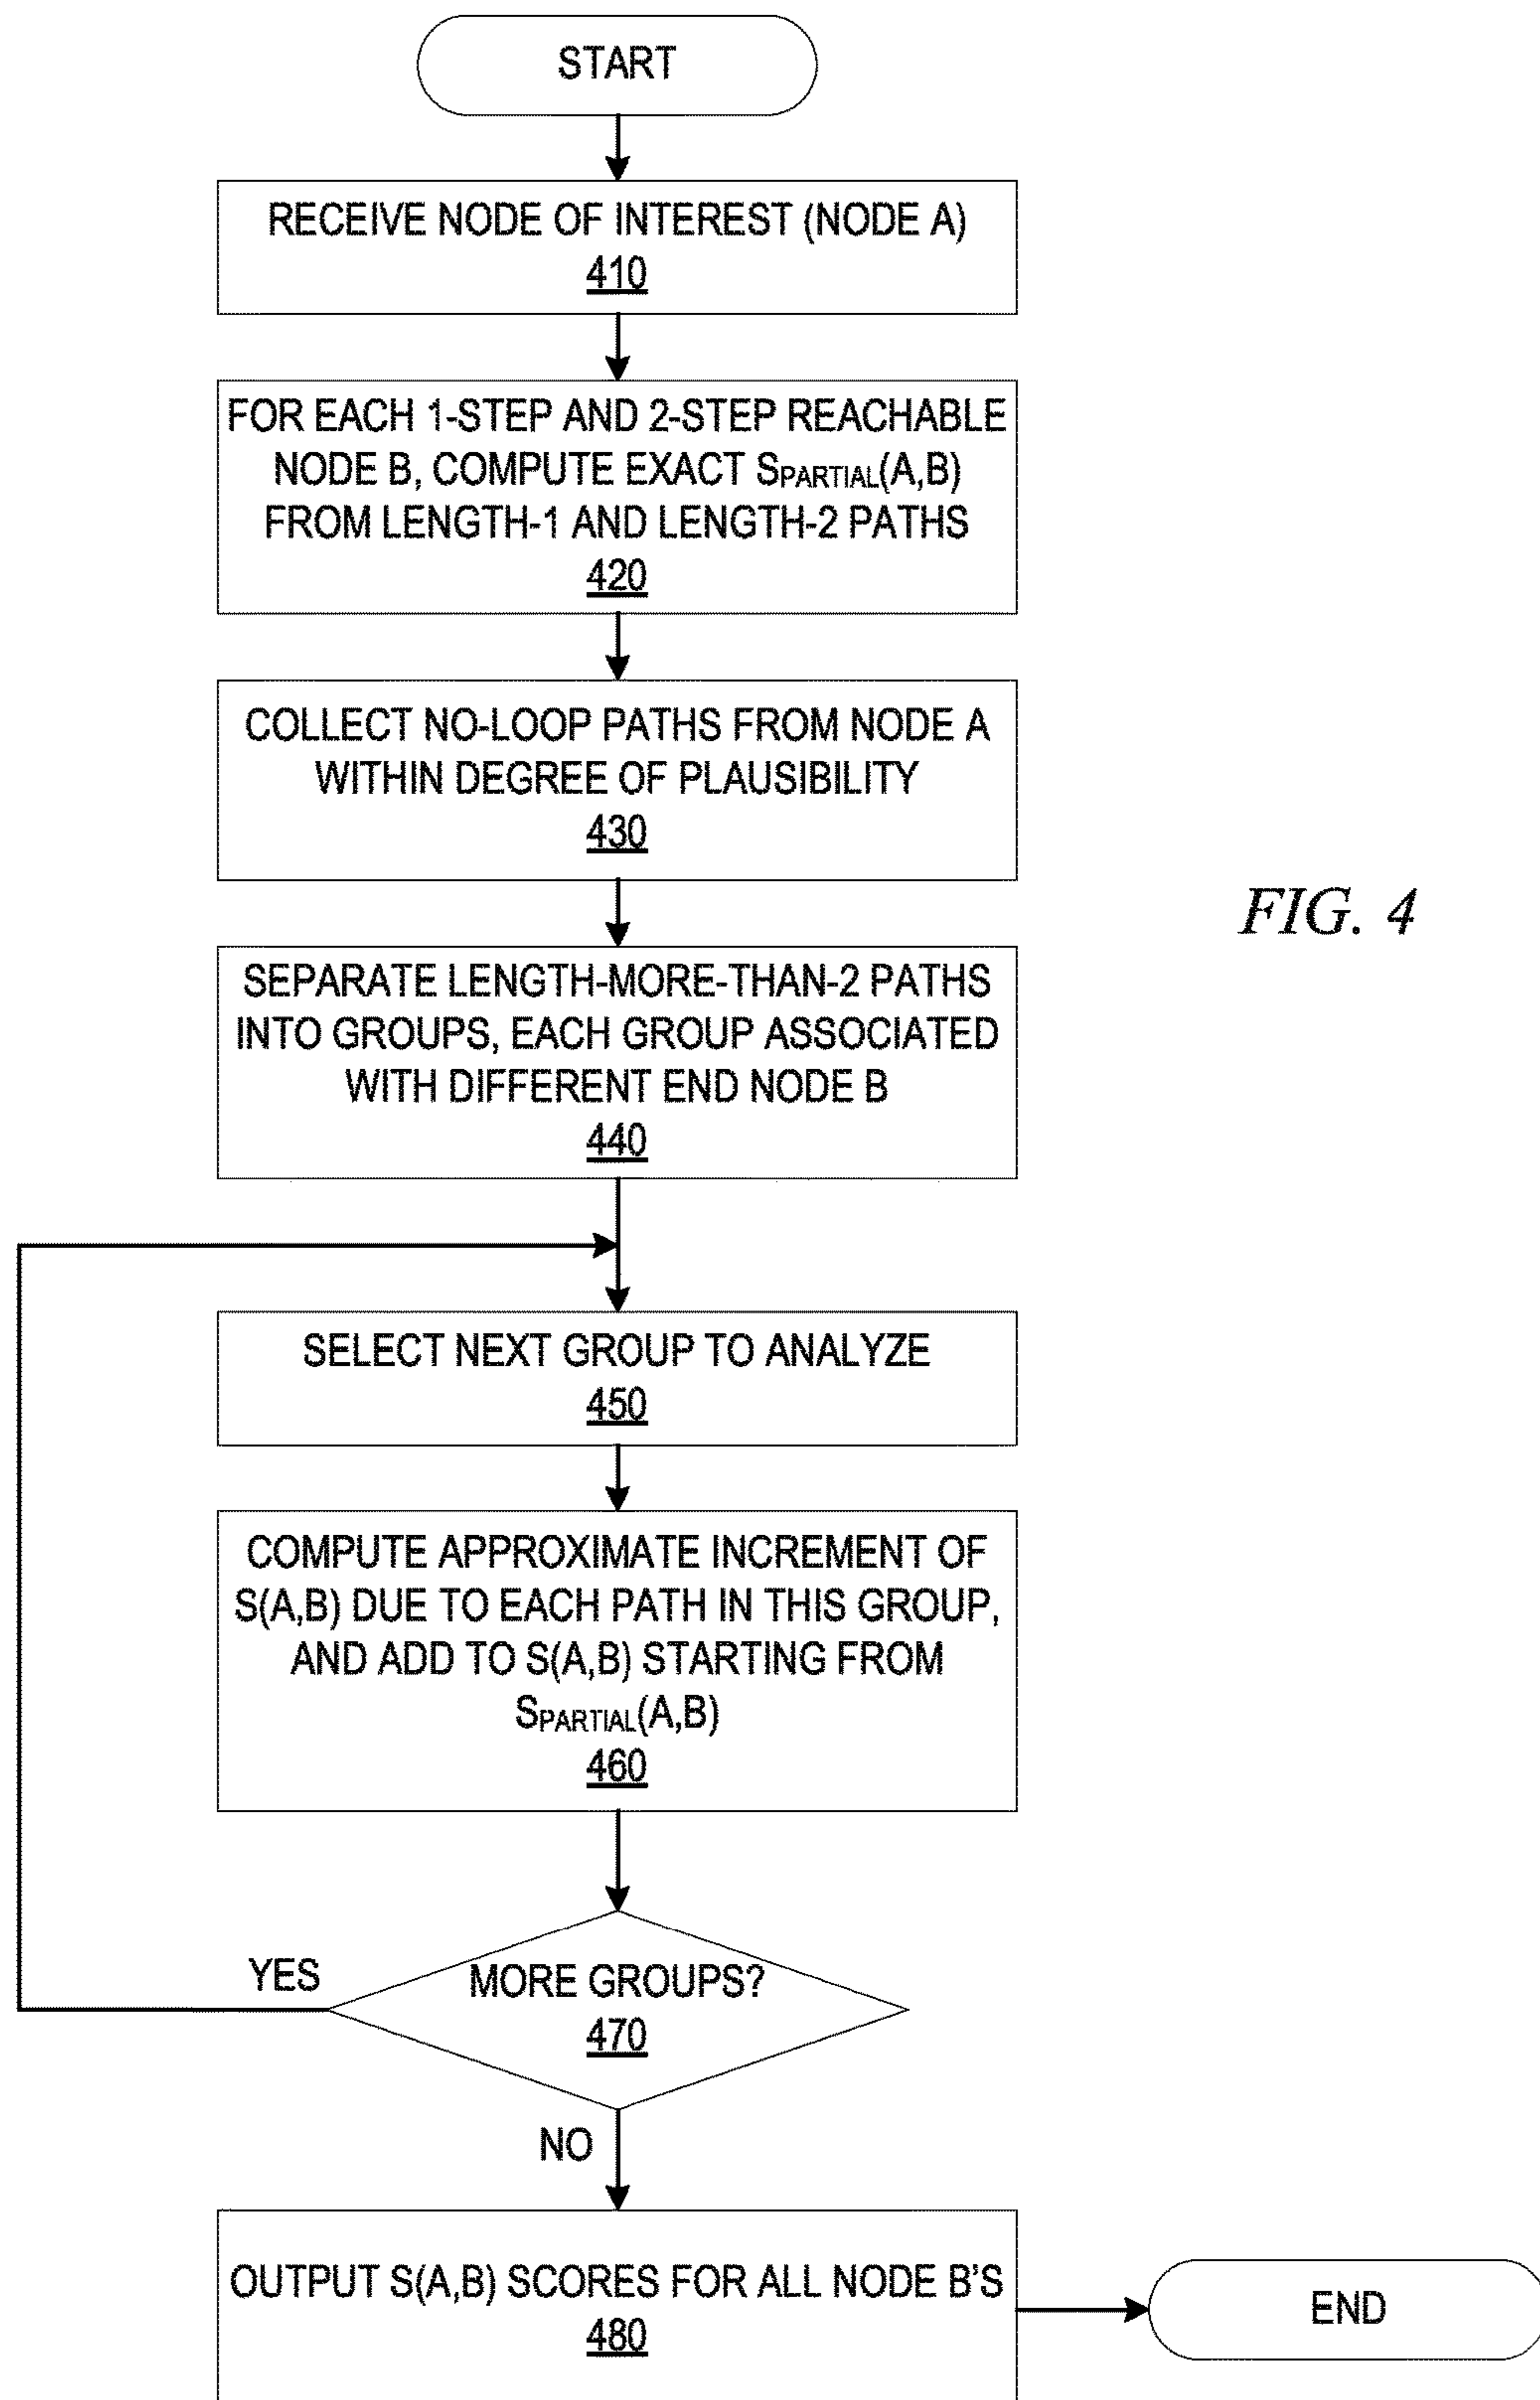 START
RECEIVE NODE OF INTEREST (NODE A)
410
FOR EACH 1-STEP AND 2-STEP REACHABLE
NODE B, COMPUTE EXACT SPARTIAL(A,B)
FROM LENGTH-1 AND LENGTH-2 PATHS
420
COLLECT NO-LOOP PATHS FROM NODE A
WITHIN DEGREE OF PLAUSIBILITY
430
FIG. 4
SEPARATE LENGTH-MORE-THAN-2 PATHS
INTO GROUPS, EACH GROUP ASSOCIATED
WITH DIFFERENT END NODE B
440
SELECT NEXT GROUP TO ANALYZE
450
COMPUTE APPROXIMATE INCREMENT OF
S(A,B) DUE TO EACH PATH IN THIS GROUP,
AND ADD TO S(A,B) STARTING FROM
SPARTIAL(A,B)
460
YES
MORE GROUPS?
470
NO
OUTPUT S(A,B) SCORES FOR ALL NODE B'S
480
END